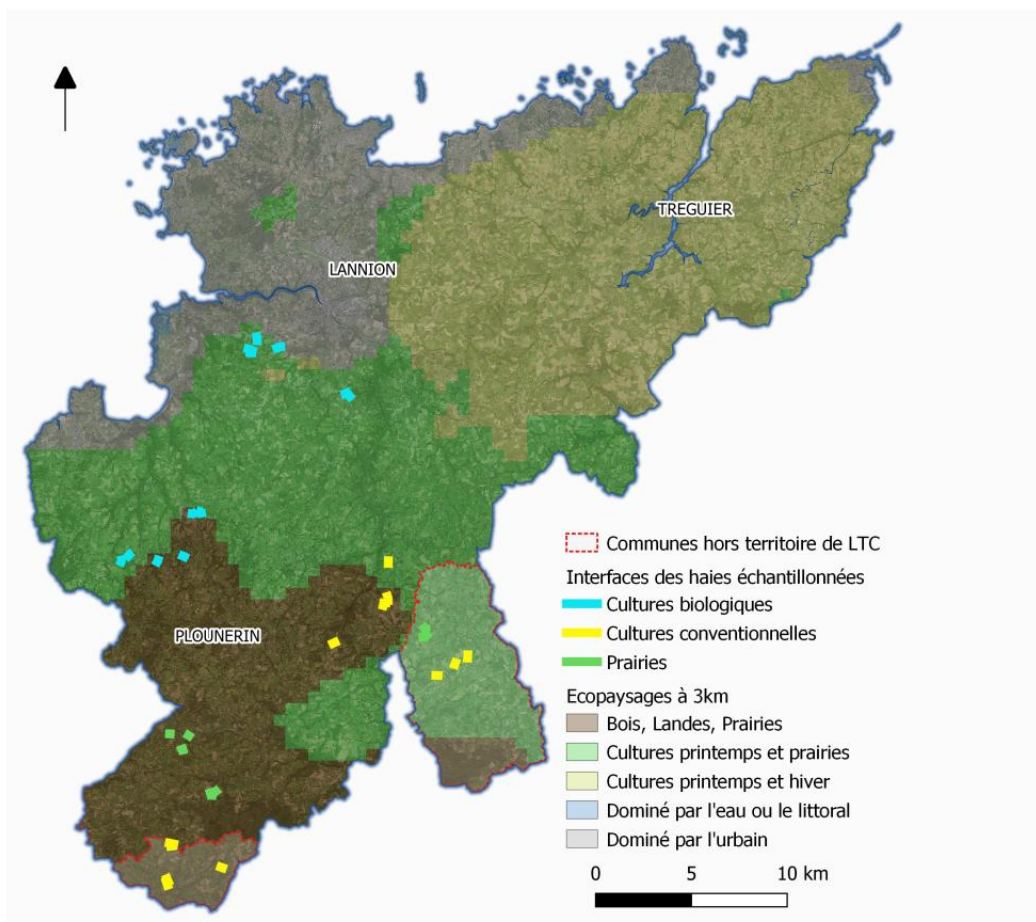 TREGUIER
LANNION
PLOUNERIN
Communes hors territoire de LTC
Interfaces des haies échantillonnées
Cultures biologiques
Cultures conventionnelles
Prairies
Ecopaysages à 3km
Bois, Landes, Prairies
Cultures printemps et prairies
Cultures printemps et hiver
Dominé par l'eau ou le littoral
Dominé par l'urbain
0 5 10 km